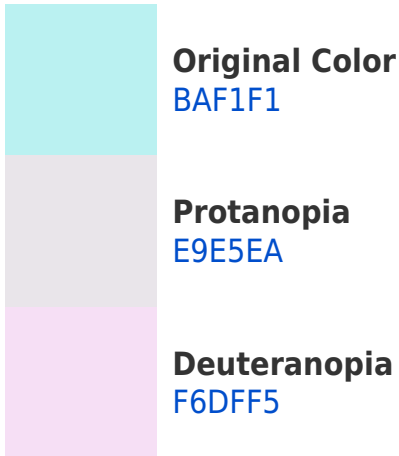 Original Color
BAF1F1
Protanopia
E9E5EA
Deuteranopia
F6DFF5